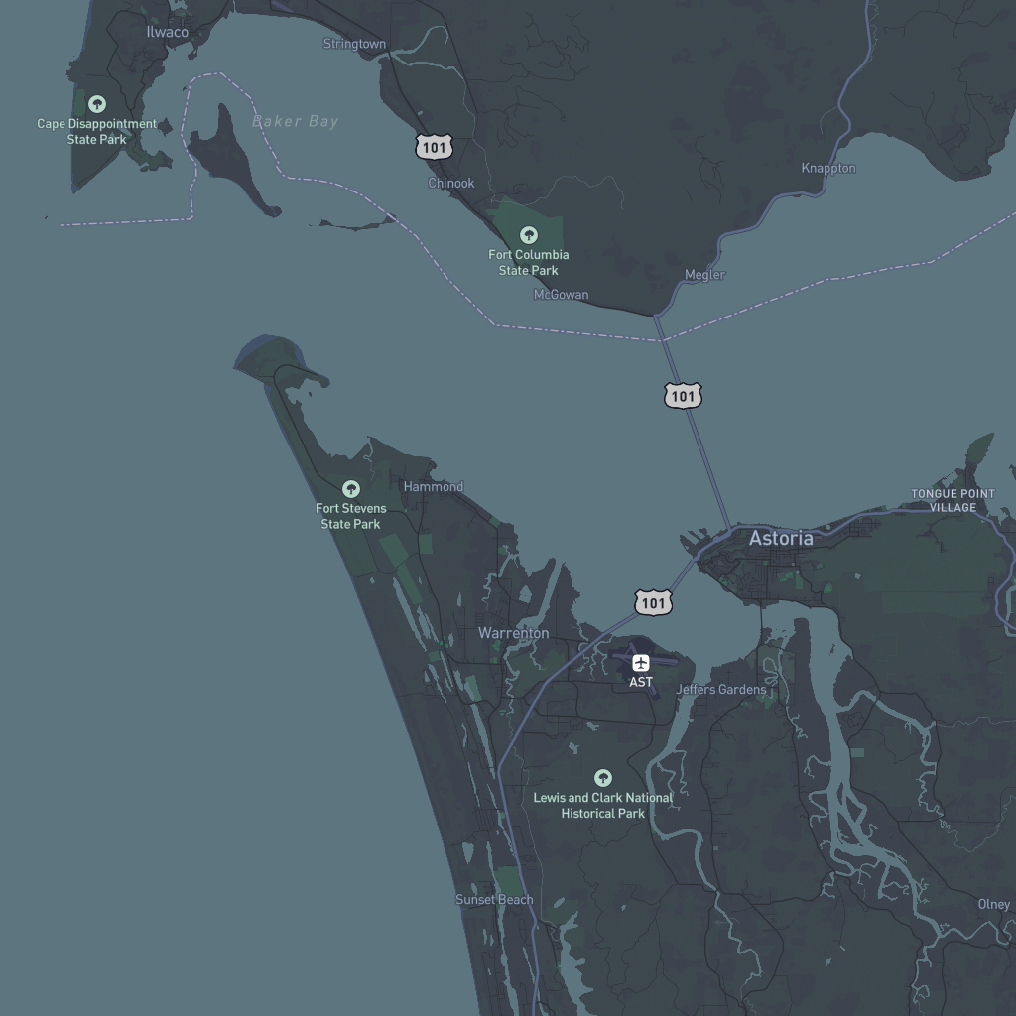 Ilwaco
Stringtown
Cape Disappointment
State Park
Baker Bay
101
Chinook
Knappton
Fort Columbia
State Park
Megler
McGowan
101
Fort Stevens
State Park
Hammond
TONGUE POINT
VILLAGE
Astoria
101
Warrenton
AST
Jeffers Gardens
Lewis and Clark National
Historical Park
Sunset Beach
Olney